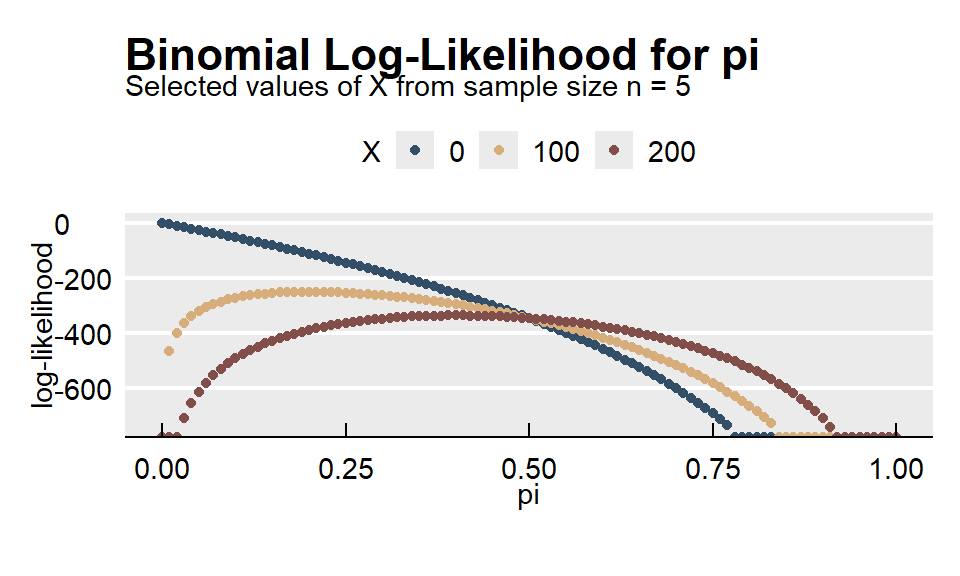 Binomial Log-Likelihood for pi
Selected values of X from sample size n = 5
X 0 100 200
log-likelihood
0
-200
-400
-600
0.00 0.25 0.50 0.75 1.00
pi